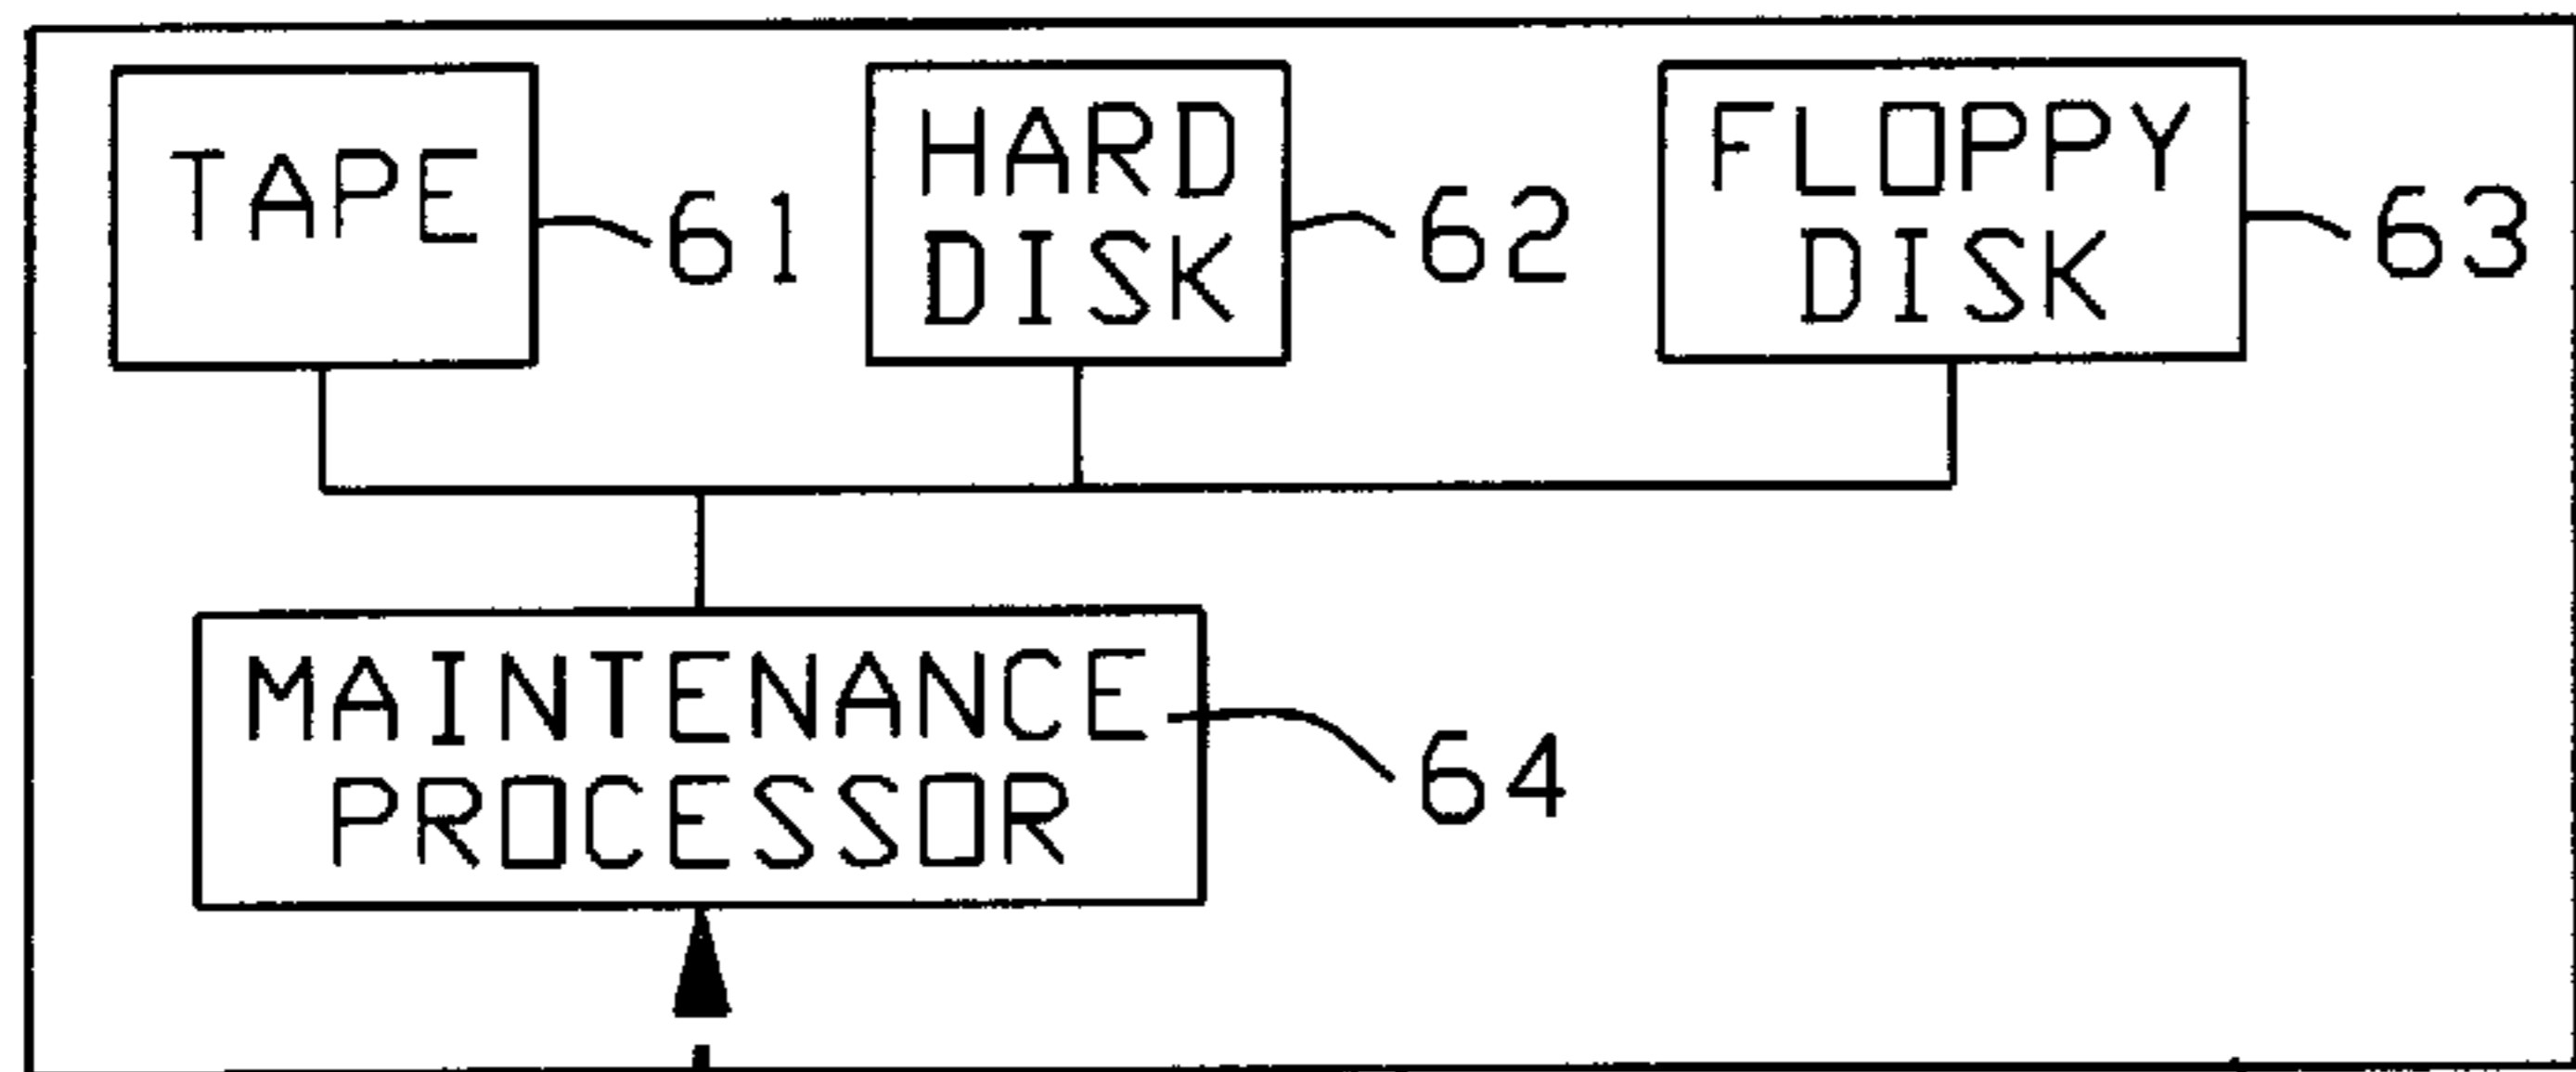 TAPE
61
HARD
DISK
62
FLOPPY
DISK
63
MAINTENANCE
PROCESSOR
64